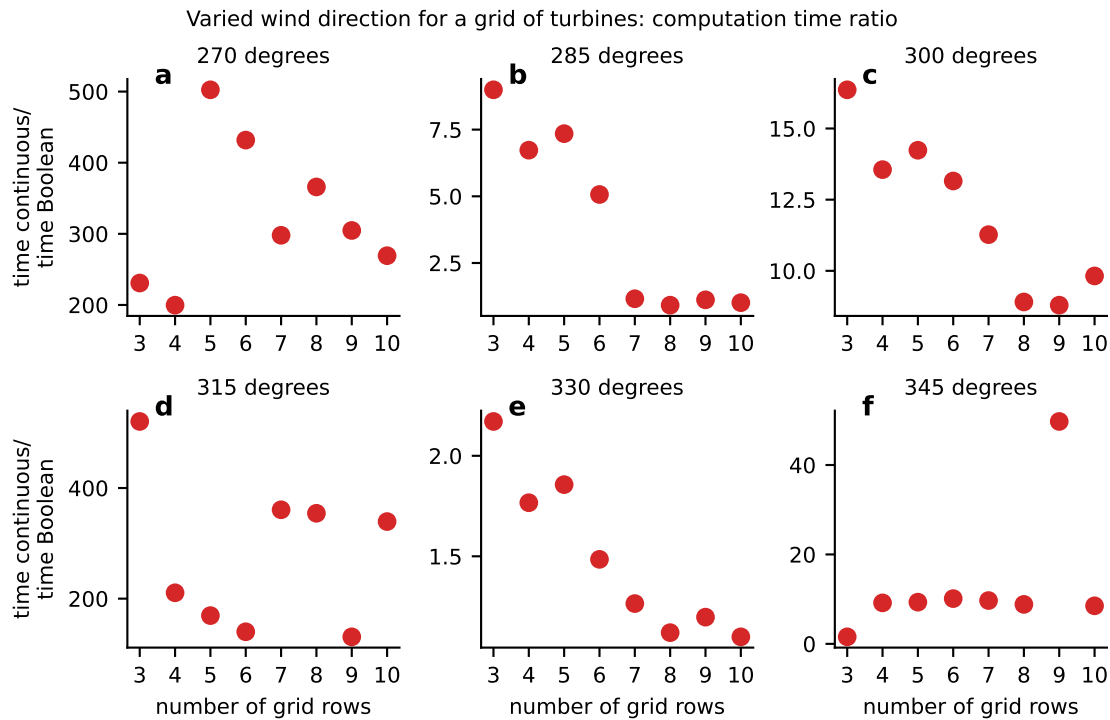 Varied wind direction for a grid of turbines: computation time ratio
a 270 degrees
b 285 degrees
c 300 degrees
time continuous/
time Boolean
500
400
300
200
7.5
5.0
2.5
15.0
12.5
10.0
3 4 5 6 7 8 9 10
3 4 5 6 7 8 9 10
3 4 5 6 7 8 9 10
d 315 degrees
e 330 degrees
f 345 degrees
time continuous/
time Boolean
400
200
2.0
1.5
40
20
0
3 4 5 6 7 8 9 10
3 4 5 6 7 8 9 10
3 4 5 6 7 8 9 10
number of grid rows
number of grid rows
number of grid rows